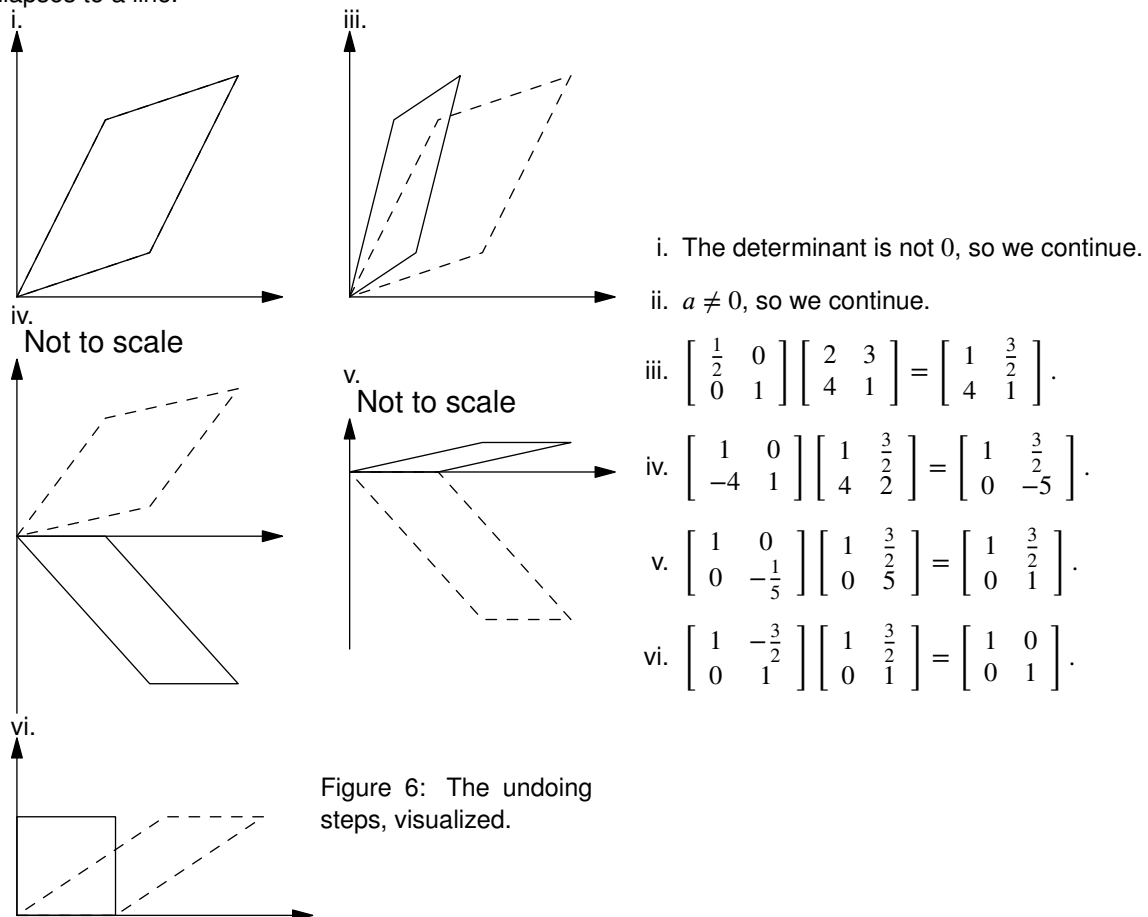 lapses to a line.
i.
iii.
iv.
Not to scale
v.
Not to scale
vi.
Figure 6: The undoing
steps, visualized.
i. The determinant is not 0, so we continue.
ii. a ≠ 0, so we continue.
iii. [ 1/2 0 ; 0 1 ] [ 2 3 ; 4 1 ] = [ 1 3/2 ; 4 1 ].
iv. [ 1 0 ; −4 1 ] [ 1 3/2 ; 4 2 ] = [ 1 3/2 ; 0 −5 ].
v. [ 1 0 ; 0 −1/5 ] [ 1 3/2 ; 0 5 ] = [ 1 3/2 ; 0 1 ].
vi. [ 1 −3/2 ; 0 1 ] [ 1 3/2 ; 0 1 ] = [ 1 0 ; 0 1 ].